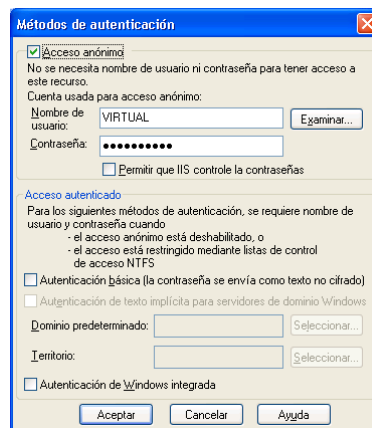 Métodos de autenticación
Acceso anónimo
No se necesita nombre de usuario ni contraseña para tener acceso a
este recurso.
Cuenta usada para acceso anónimo:
Nombre de
usuario:
VIRTUAL
Examinar...
Contraseña:
••••••••••
Permitir que IIS controle la contraseñas
Acceso autenticado
Para los siguientes métodos de autenticación, se requiere nombre de
usuario y contraseña cuando
- el acceso anónimo está deshabilitado, o
- el acceso está restringido mediante listas de control
de acceso NTFS
Autenticación básica (la contraseña se envía como texto no cifrado)
Autenticación de texto implícita para servidores de dominio Windows
Dominio predeterminado:
Seleccionar...
Territorio:
Seleccionar...
Autenticación de Windows integrada
Aceptar
Cancelar
Ayuda